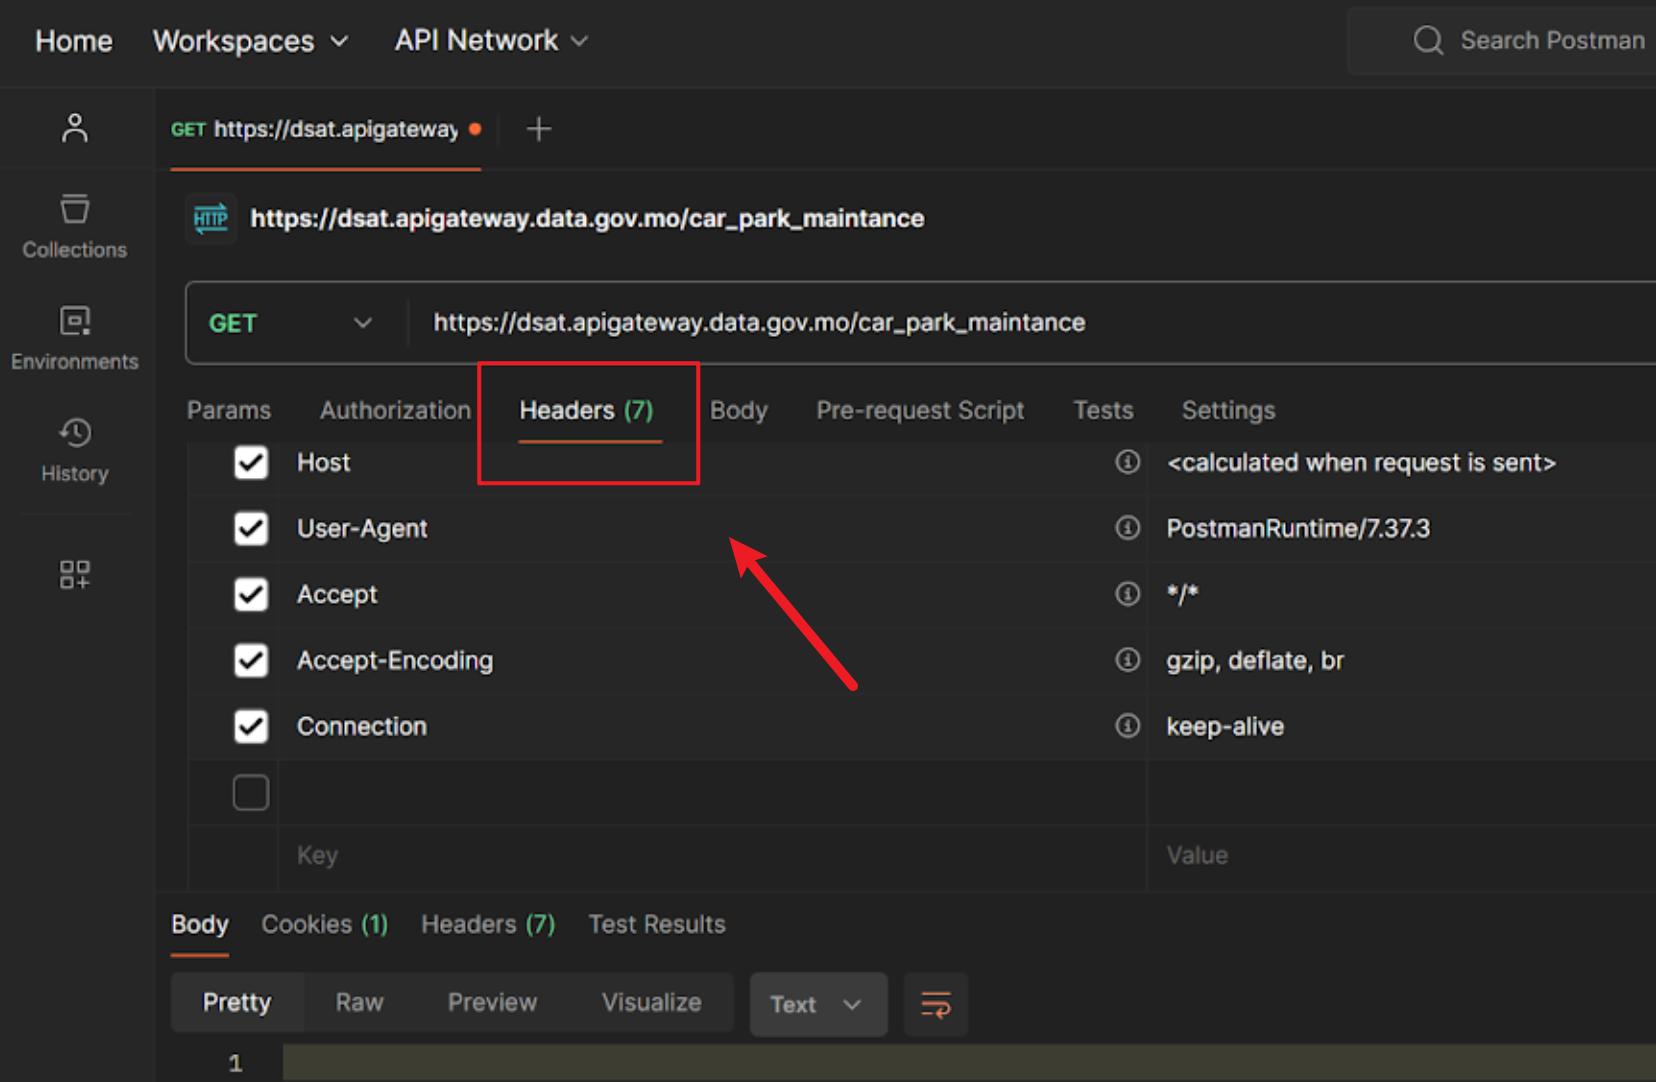 Home Workspaces API Network Search Postman
GET https://dsat.apigateway
HTTP https://dsat.apigateway.data.gov.mo/car_park_maintance
Collections
GET https://dsat.apigateway.data.gov.mo/car_park_maintance
Environments
Params Authorization Headers (7) Body Pre-request Script Tests Settings
History
Host <calculated when request is sent>
User-Agent PostmanRuntime/7.37.3
Accept */*
Accept-Encoding gzip, deflate, br
Connection keep-alive
Key Value
Body Cookies (1) Headers (7) Test Results
Pretty Raw Preview Visualize Text
1